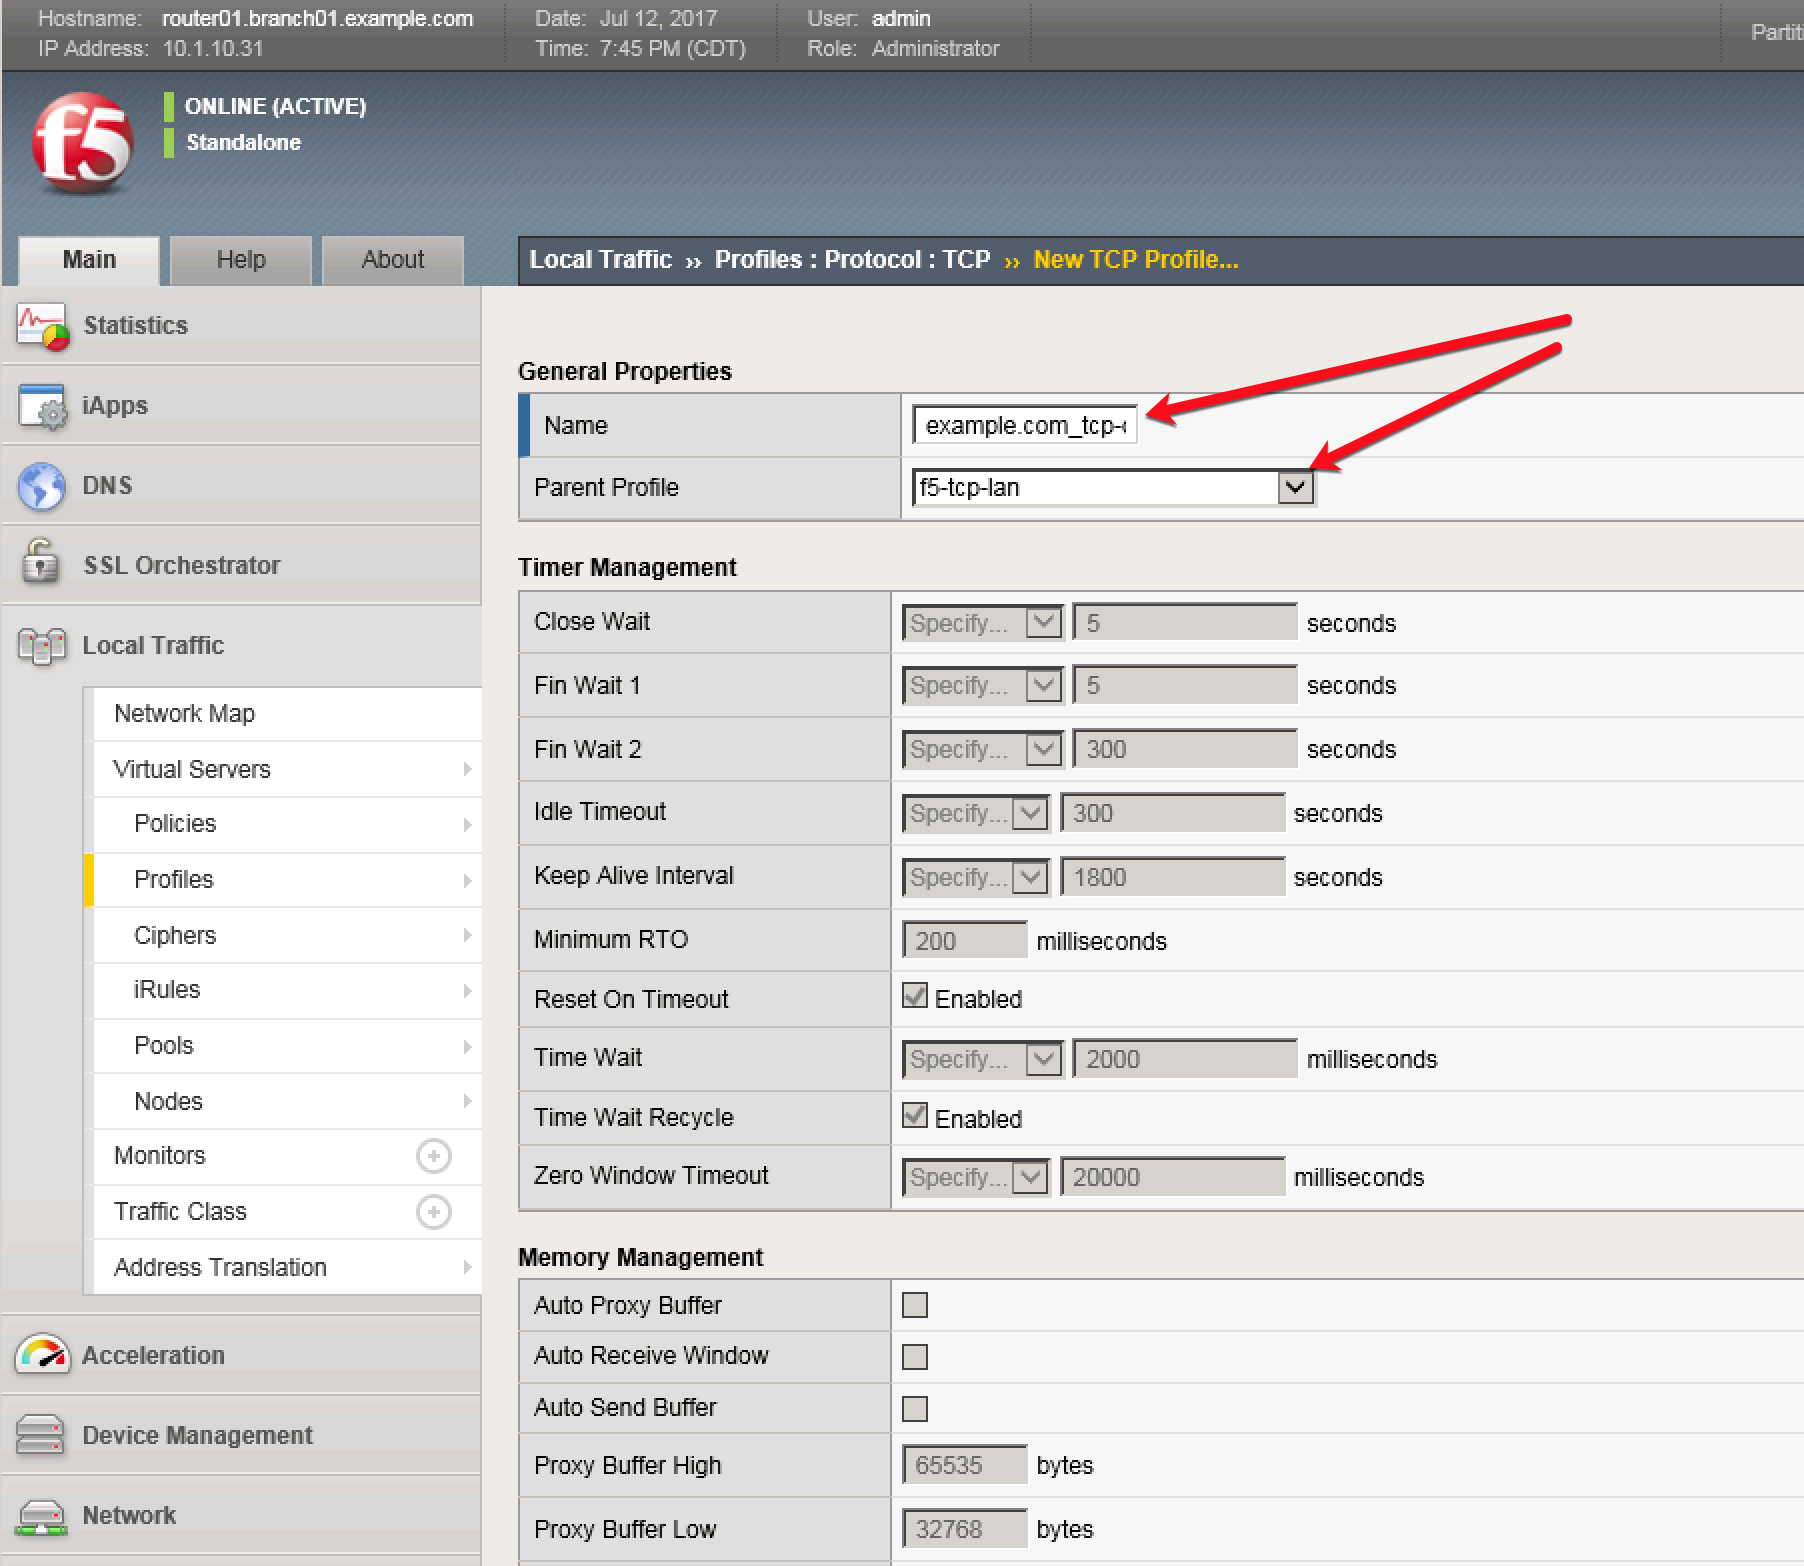 Hostname: router01.branch01.example.com Date: Jul 12, 2017 User: admin
IP Address: 10.1.10.31 Time: 7:45 PM (CDT) Role: Administrator
f5
ONLINE (ACTIVE)
Standalone
Main Help About
Local Traffic ›› Profiles : Protocol : TCP ›› New TCP Profile...
Statistics
iApps
DNS
SSL Orchestrator
Local Traffic
Network Map
Virtual Servers
Policies
Profiles
Ciphers
iRules
Pools
Nodes
Monitors
Traffic Class
Address Translation
Acceleration
Device Management
Network
General Properties
Name
Parent Profile f5-tcp-lan
Timer Management
Close Wait Specify... 5 seconds
Fin Wait 1 Specify... 5 seconds
Fin Wait 2 Specify... 300 seconds
Idle Timeout Specify... 300 seconds
Keep Alive Interval Specify... 1800 seconds
Minimum RTO 200 milliseconds
Reset On Timeout Enabled
Time Wait Specify... 2000 milliseconds
Time Wait Recycle Enabled
Zero Window Timeout Specify... 20000 milliseconds
Memory Management
Auto Proxy Buffer
Auto Receive Window
Auto Send Buffer
Proxy Buffer High 65535 bytes
Proxy Buffer Low 32768 bytes